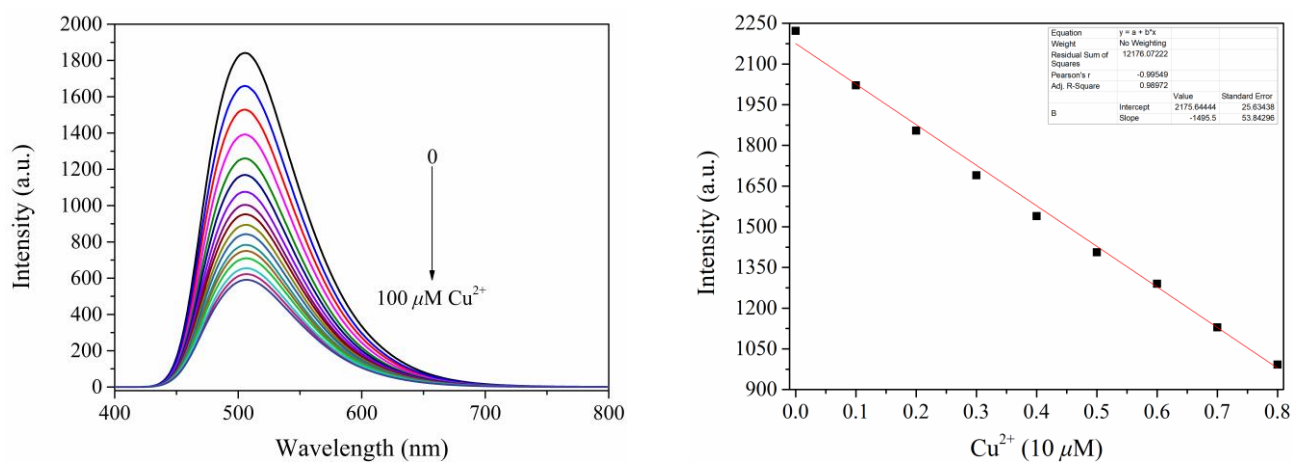 2000
1800
1600
1400
1200
1000
800
600
400
200
0
Intensity (a.u.)
0
100 μM Cu²⁺
400 500 600 700 800
Wavelength (nm)
2250
2100
1950
1800
1650
1500
1350
1200
1050
900
Intensity (a.u.)
Equation y = a + b*x
Weight No Weighting
Residual Sum of
Squares 12176.07222
Pearson's r -0.99549
Adj. R-Square 0.98972
Value Standard Error
B Intercept 2175.64444 25.63438
Slope -1495.5 53.84296
0.0 0.1 0.2 0.3 0.4 0.5 0.6 0.7 0.8
Cu²⁺ (10 μM)